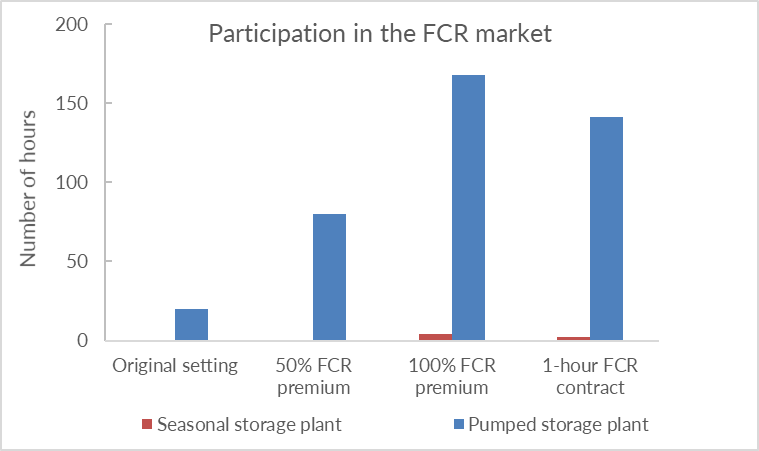 Participation in the FCR market
Number of hours
200
150
100
50
0
Original setting
50% FCR
premium
100% FCR
premium
1-hour FCR
contract
Seasonal storage plant
Pumped storage plant